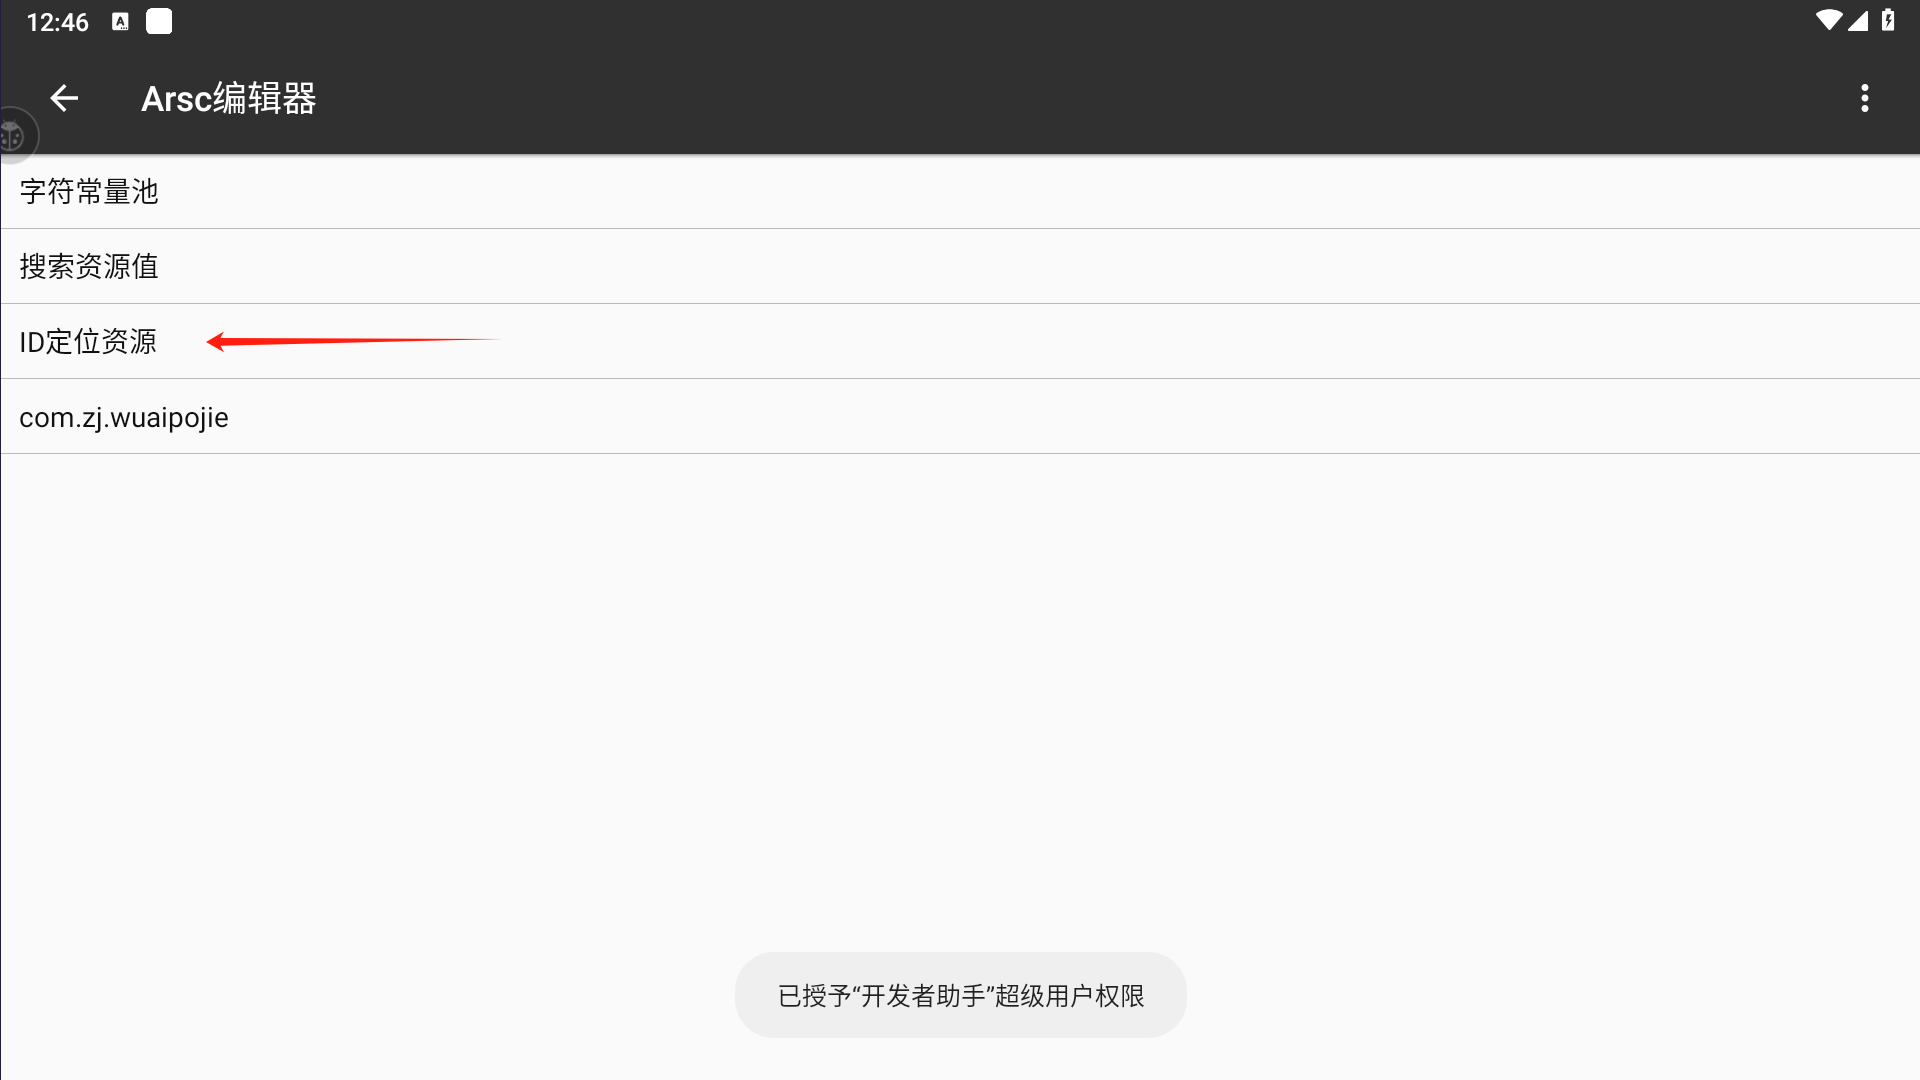 12:46
Arsc编辑器
字符常量池
搜索资源值
ID定位资源
com.zj.wuaipojie
已授予“开发者助手”超级用户权限